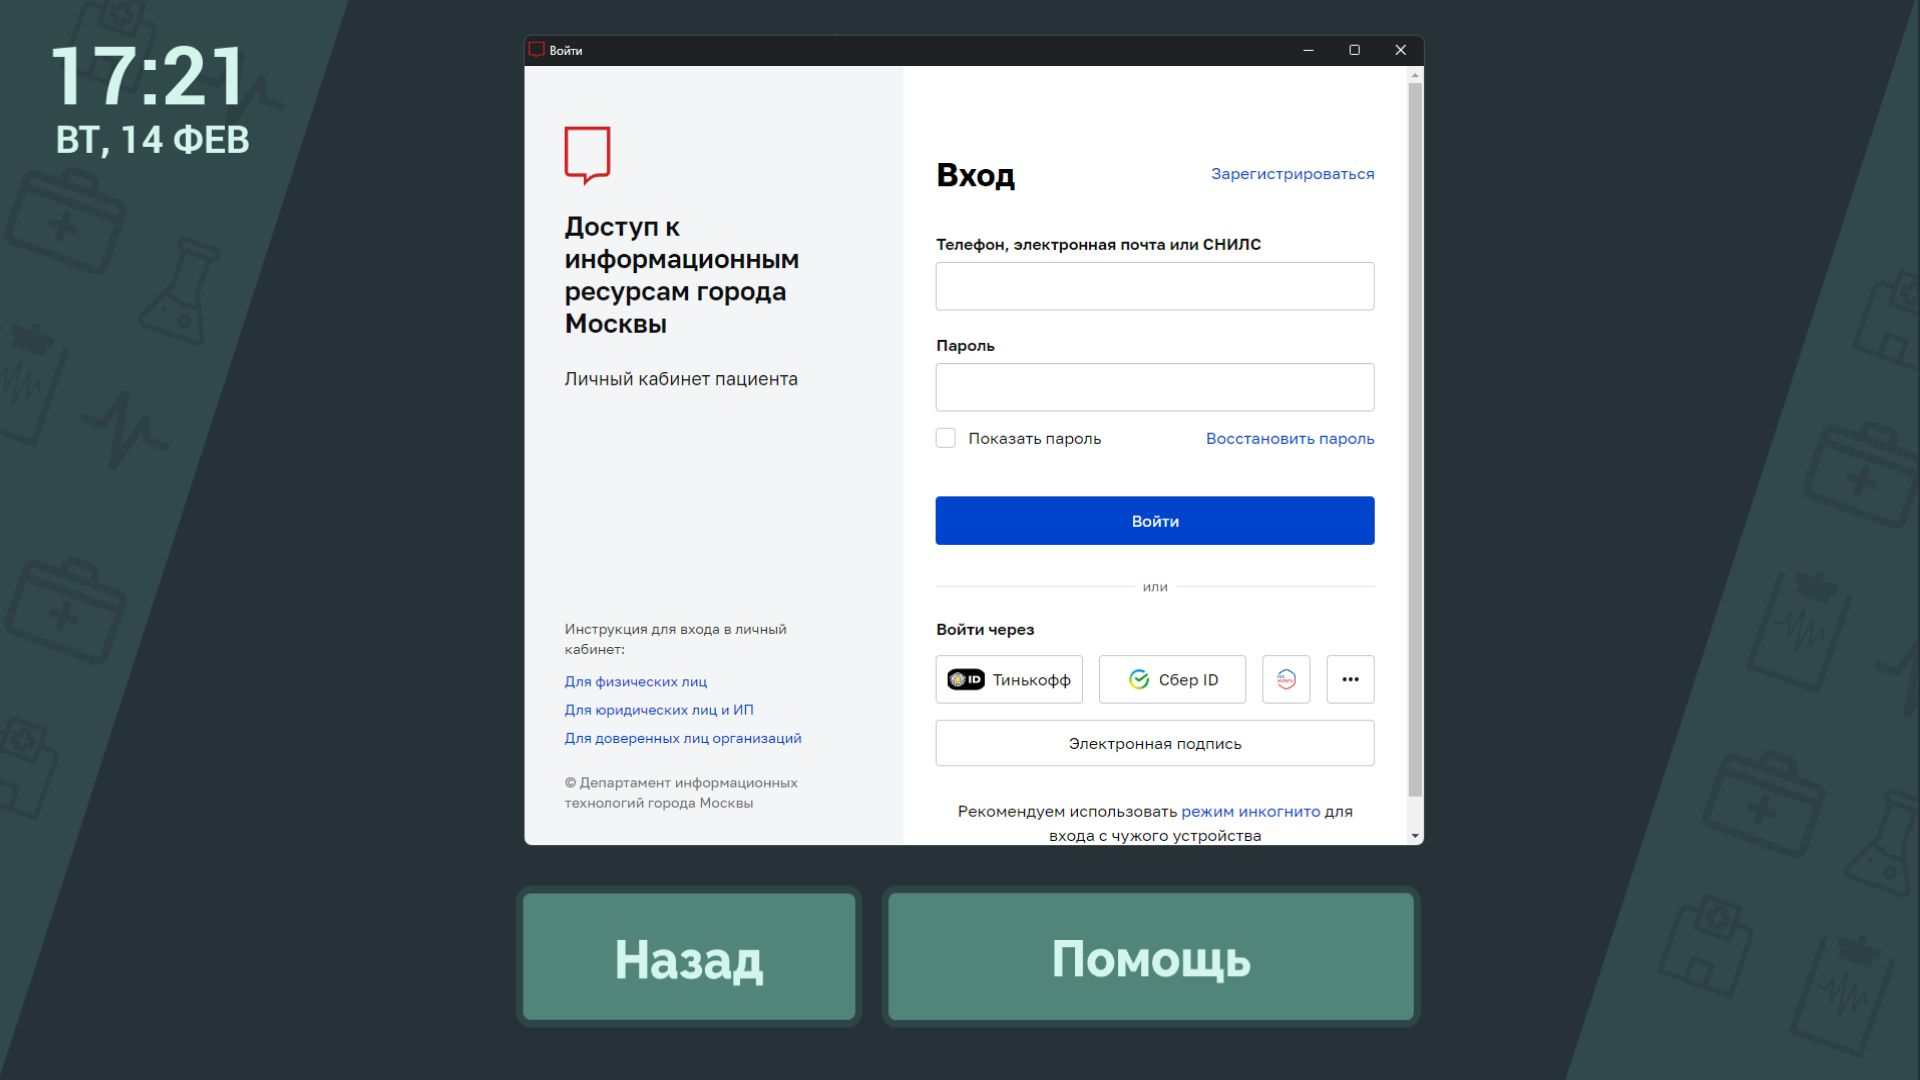 17:21
ВТ, 14 ФЕВ
Войти
Доступ к
информационным
ресурсам города
Москвы
Личный кабинет пациента
Инструкция для входа в личный
кабинет:
Для физических лиц
Для юридических лиц и ИП
Для доверенных лиц организаций
© Департамент информационных
технологий города Москвы
Вход
Зарегистрироваться
Телефон, электронная почта или СНИЛС
Пароль
Показать пароль
Восстановить пароль
Войти
или
Войти через
ID Тинькофф
Сбер ID
Электронная подпись
Рекомендуем использовать режим инкогнито для
входа с чужого устройства
Назад
Помощь